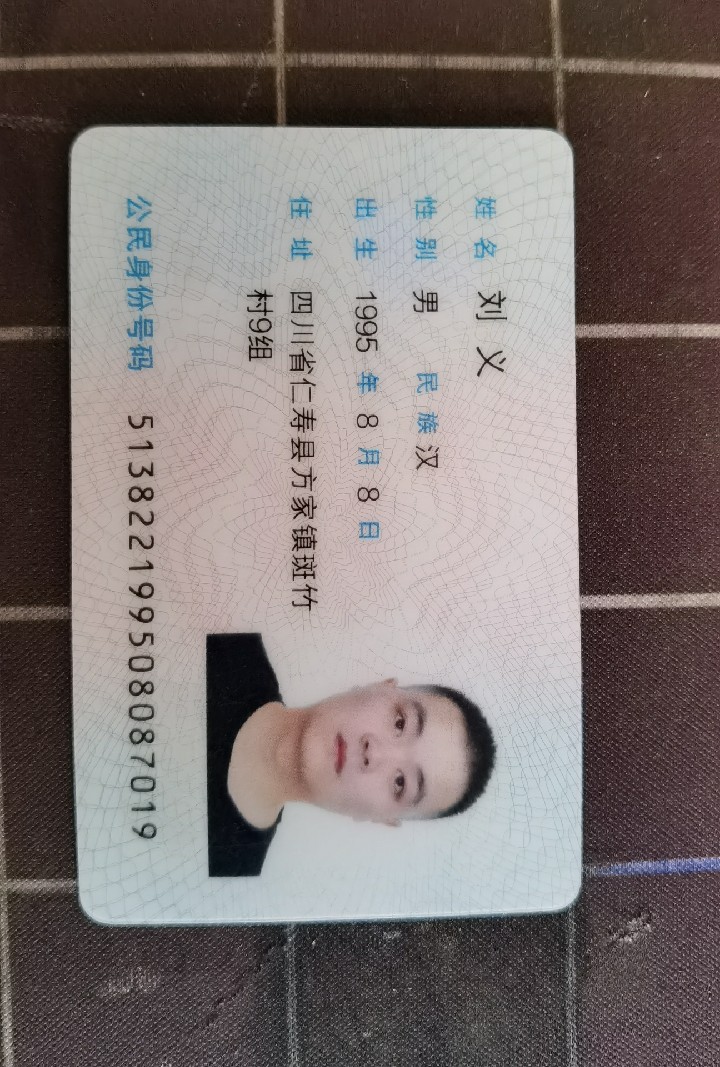 姓名 刘义
性别 男 民族 汉
出生 1995 年 8 月 8 日
住址 四川省仁寿县方家镇斑竹
村9组
公民身份号码 513822199508087019